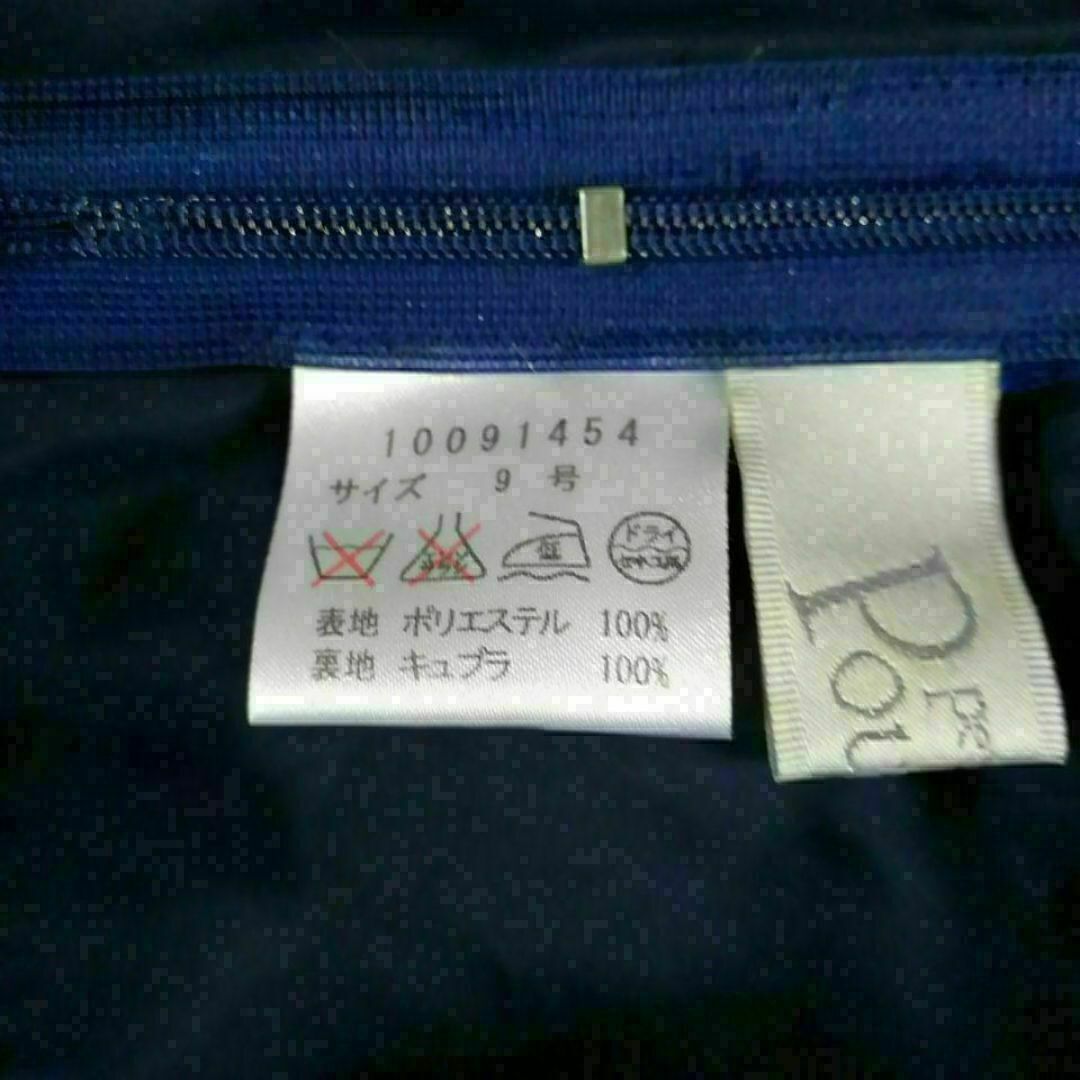 10091454
サイズ 9 号
低
ドライ
表地 ポリエステル 100%
裏地 キュプラ 100%